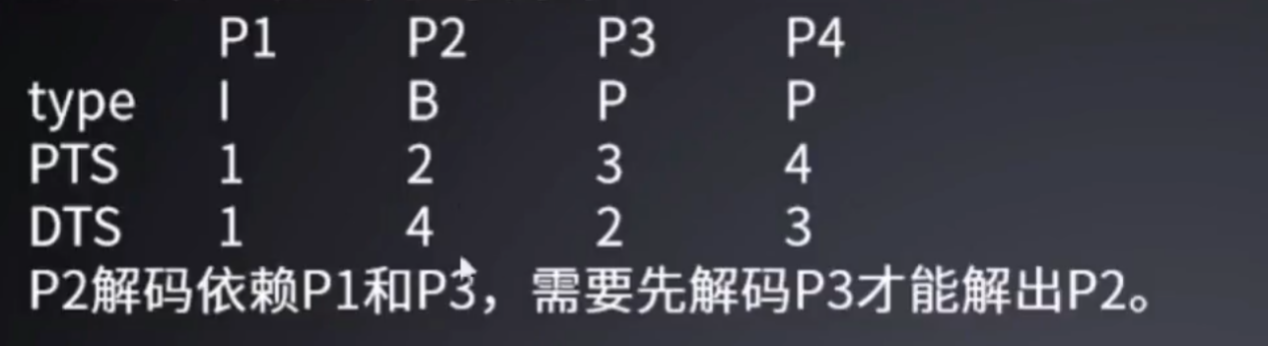 P1 P2 P3 P4
type I B P P
PTS 1 2 3 4
DTS 1 4 2 3
P2解码依赖P1和P3，需要先解码P3才能解出P2。